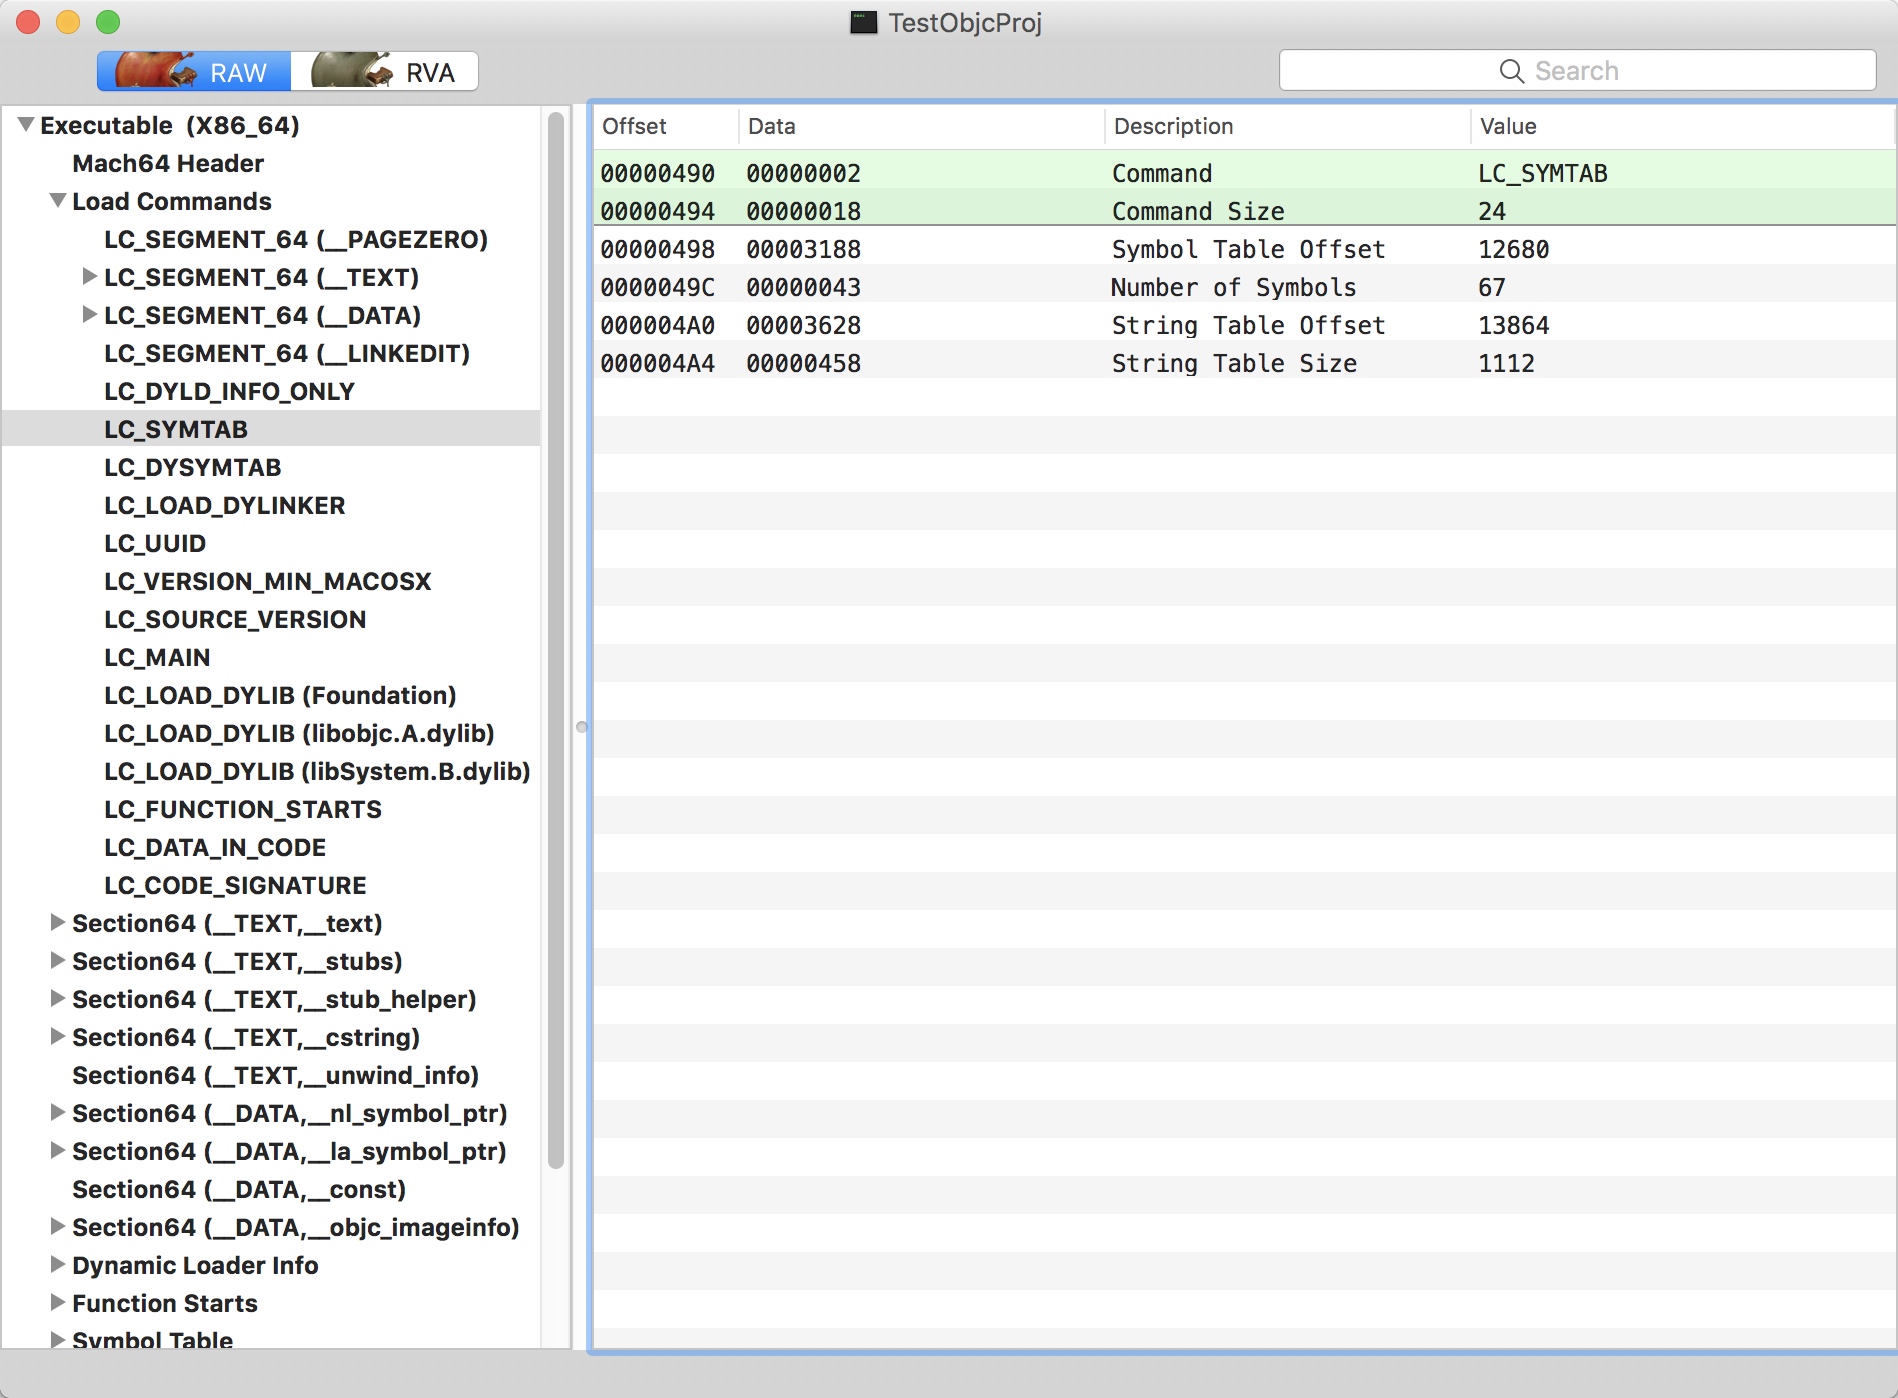 TestObjcProj
RAW RVA Search
Executable (X86_64)
Mach64 Header
Load Commands
LC_SEGMENT_64 (__PAGEZERO)
LC_SEGMENT_64 (__TEXT)
LC_SEGMENT_64 (__DATA)
LC_SEGMENT_64 (__LINKEDIT)
LC_DYLD_INFO_ONLY
LC_SYMTAB
LC_DYSYMTAB
LC_LOAD_DYLINKER
LC_UUID
LC_VERSION_MIN_MACOSX
LC_SOURCE_VERSION
LC_MAIN
LC_LOAD_DYLIB (Foundation)
LC_LOAD_DYLIB (libobjc.A.dylib)
LC_LOAD_DYLIB (libSystem.B.dylib)
LC_FUNCTION_STARTS
LC_DATA_IN_CODE
LC_CODE_SIGNATURE
Section64 (__TEXT,__text)
Section64 (__TEXT,__stubs)
Section64 (__TEXT,__stub_helper)
Section64 (__TEXT,__cstring)
Section64 (__TEXT,__unwind_info)
Section64 (__DATA,__nl_symbol_ptr)
Section64 (__DATA,__la_symbol_ptr)
Section64 (__DATA,__const)
Section64 (__DATA,__objc_imageinfo)
Dynamic Loader Info
Function Starts
Symbol Table
Offset Data Description Value
00000490 00000002 Command LC_SYMTAB
00000494 00000018 Command Size 24
00000498 00003188 Symbol Table Offset 12680
0000049C 00000043 Number of Symbols 67
000004A0 00003628 String Table Offset 13864
000004A4 00000458 String Table Size 1112